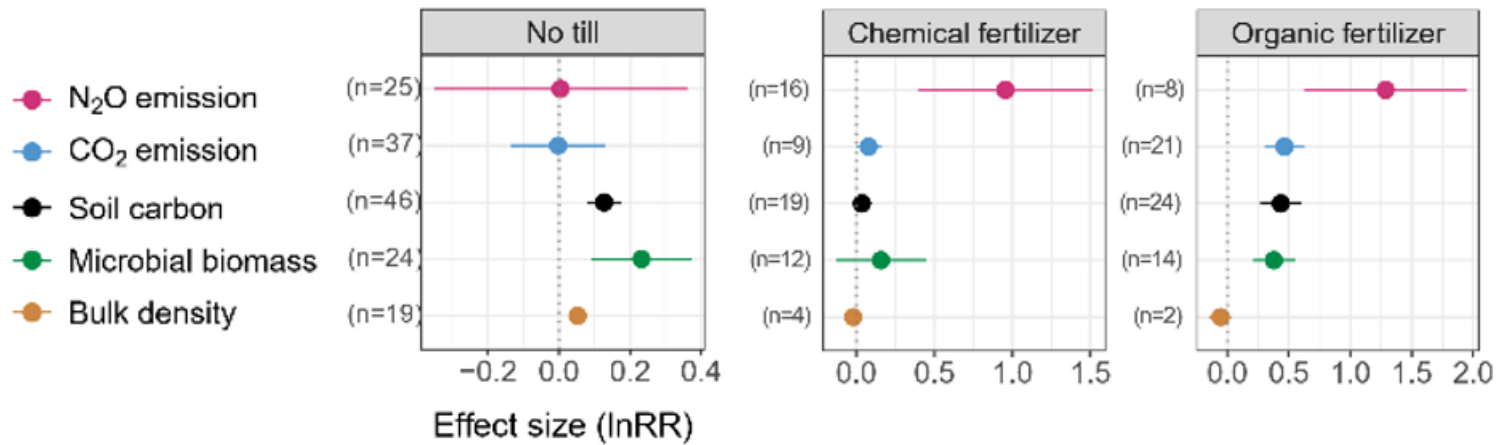 No till
Chemical fertilizer
Organic fertilizer
N₂O emission
CO₂ emission
Soil carbon
Microbial biomass
Bulk density
(n=25)
(n=37)
(n=46)
(n=24)
(n=19)
(n=16)
(n=9)
(n=19)
(n=12)
(n=4)
(n=8)
(n=21)
(n=24)
(n=14)
(n=2)
−0.2 0.0 0.2 0.4
0.0 0.5 1.0 1.5
0.0 0.5 1.0 1.5 2.0
Effect size (lnRR)